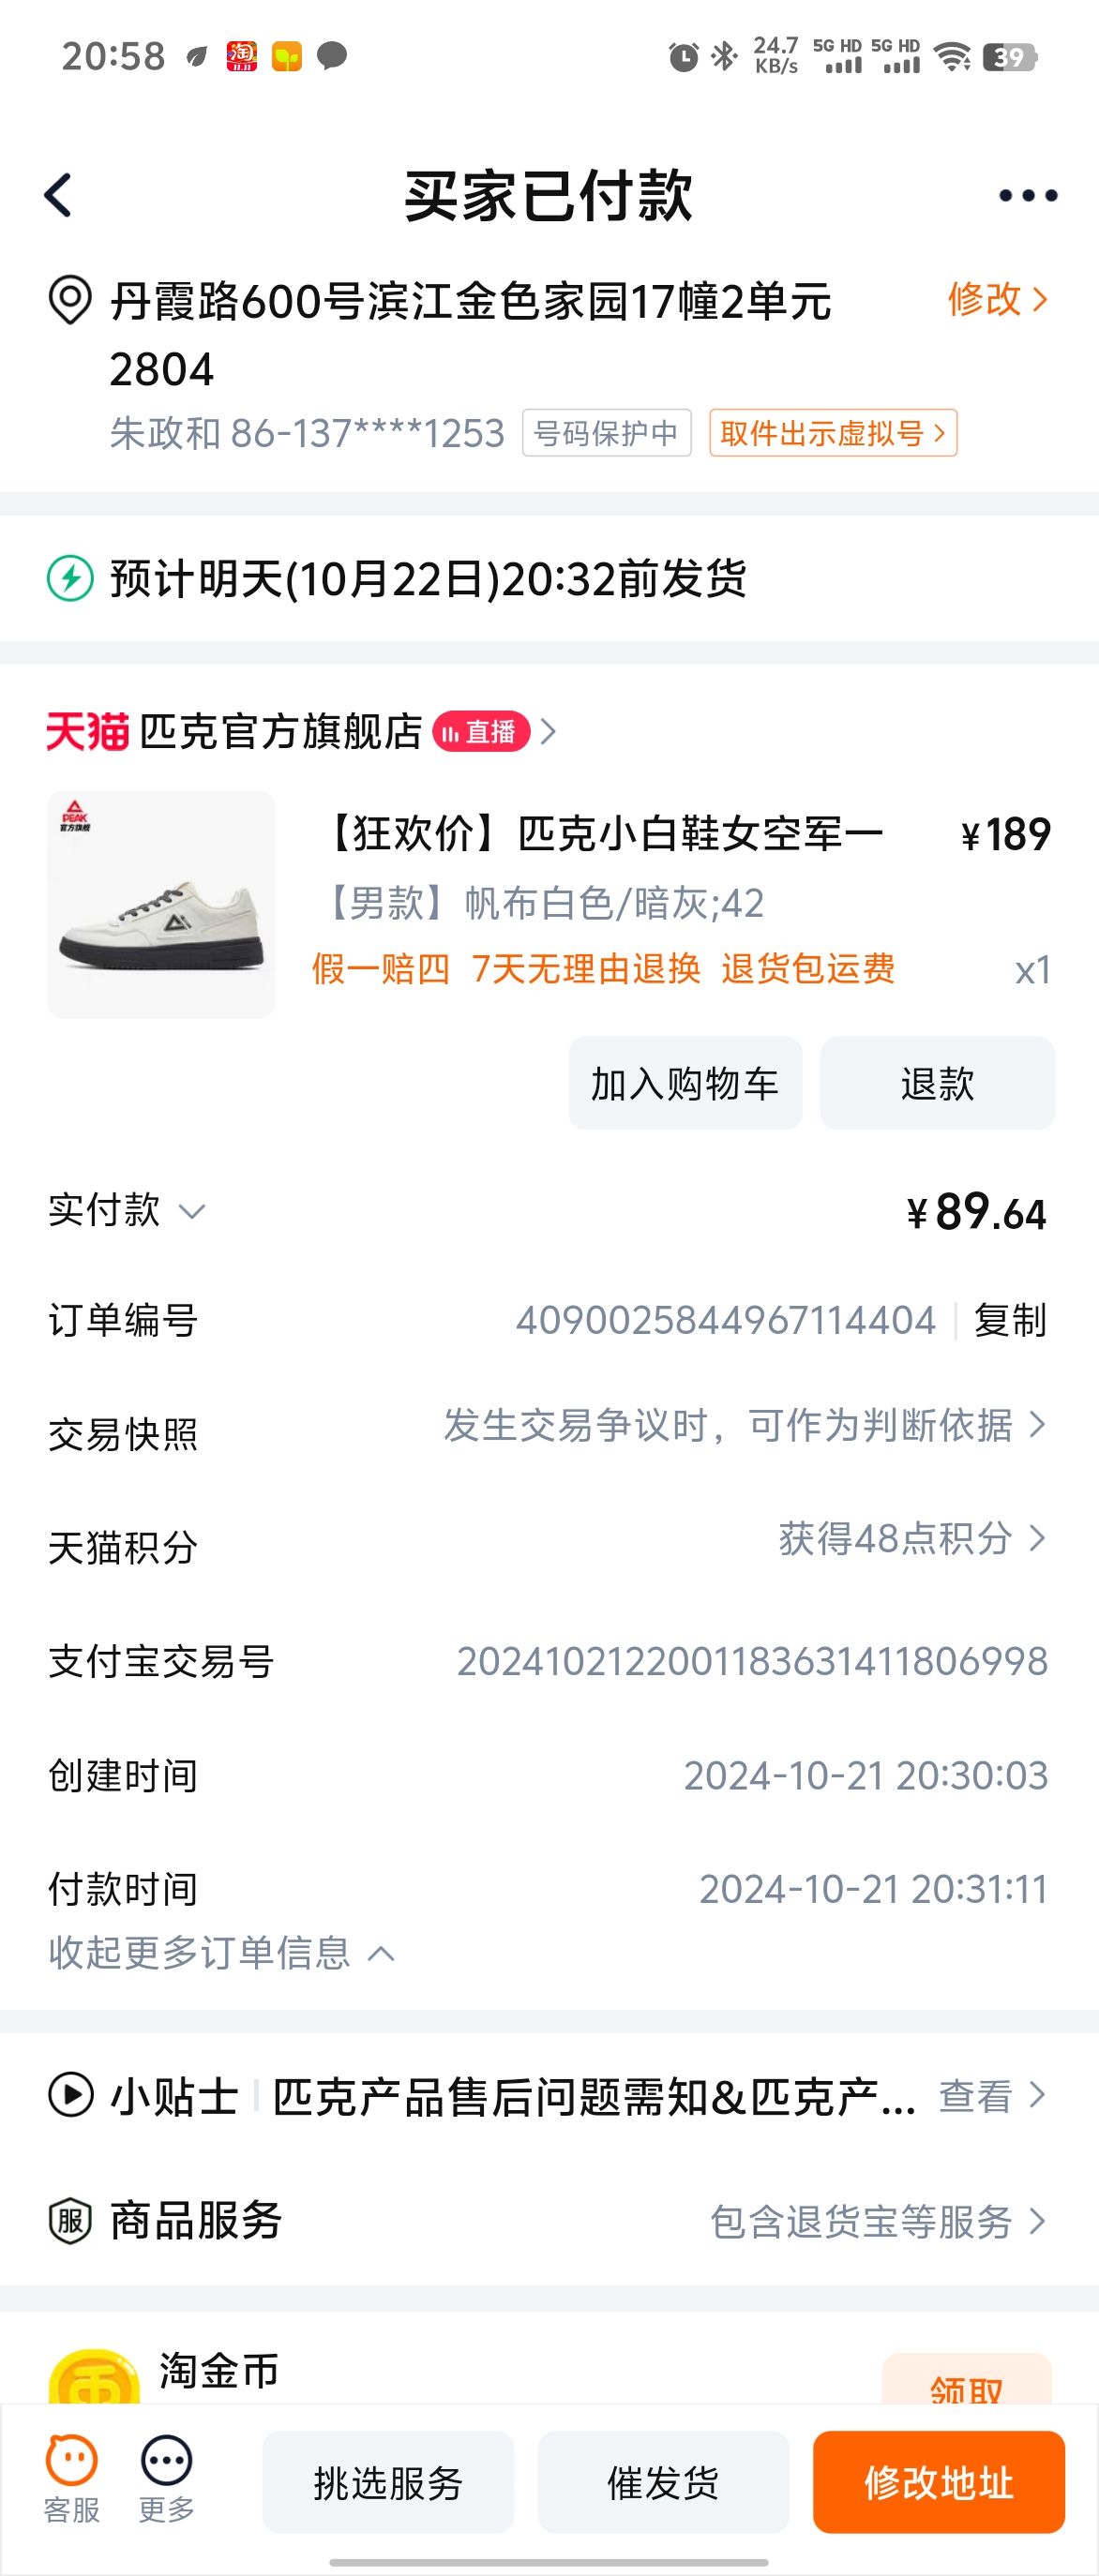 20:58
淘
11.11
24.7
KB/s
5G HD 5G HD
39
买家已付款
丹霞路600号滨江金色家园17幢2单元
2804
修改
朱政和 86-137****1253 号码保护中 取件出示虚拟号
预计明天(10月22日)20:32前发货
天猫 匹克官方旗舰店 直播
PEAK
官方旗舰
【狂欢价】匹克小白鞋女空军一 ¥189
【男款】帆布白色/暗灰;42
假一赔四 7天无理由退换 退货包运费 x1
加入购物车 退款
实付款 ¥89.64
订单编号 4090025844967114404 复制
交易快照 发生交易争议时，可作为判断依据
天猫积分 获得48点积分
支付宝交易号 2024102122001183631411806998
创建时间 2024-10-21 20:30:03
付款时间 2024-10-21 20:31:11
收起更多订单信息
小贴士 匹克产品售后问题需知&匹克产... 查看
服 商品服务 包含退货宝等服务
币 淘金币 领取
挑选服务 催发货 修改地址
客服 更多